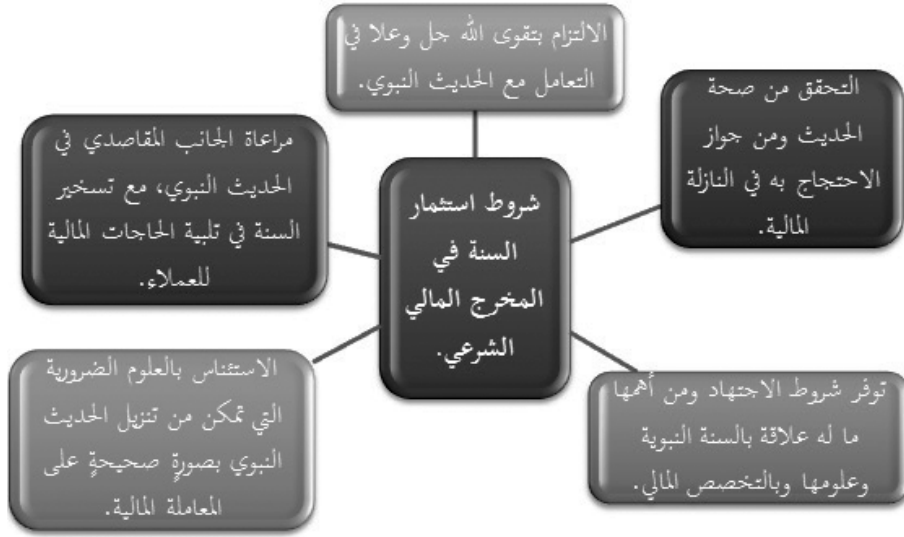 الالتزام بتقوى الله جل وعلا في
التعامل مع الحديث النبوي.
التحقق من صحة
الحديث ومن جواز
الاحتجاج به في النازلة
المالية.
مراعاة الجانب المقاصدي في
الحديث النبوي، مع تسخير
السنة في تلبية الحاجات المالية
للعملاء.
شروط استثمار
السنة في
المخرج المالي
الشرعي.
توفر شروط الاجتهاد ومن أهمها
ما له علاقة بالسنة النبوية
وعلومها وبالتخصص المالي.
الاستئناس بالعلوم الضرورية
التي تمكن من تنزيل الحديث
النبوي بصورةٍ صحيحةٍ على
المعاملة المالية.